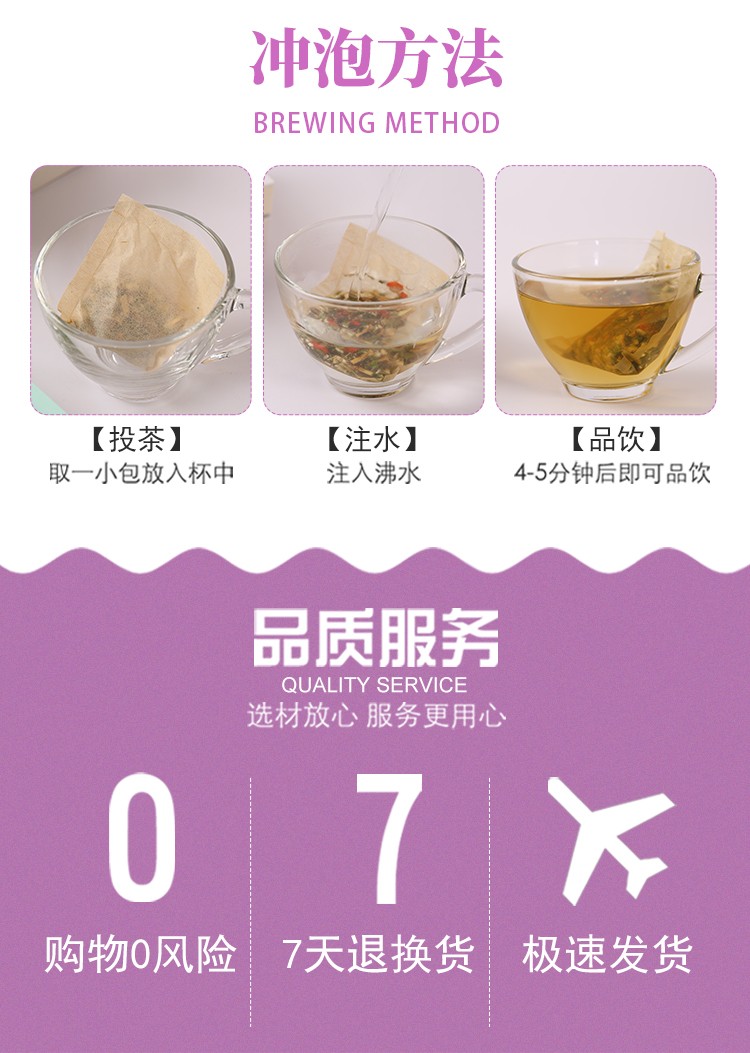 冲泡方法
BREWING METHOD
【投茶】
取一小包放入杯中
【注水】
注入沸水
【品饮】
4-5分钟后即可品饮
品质服务
QUALITY SERVICE
选材放心 服务更用心
0
购物0风险
7
7天退换货
极速发货